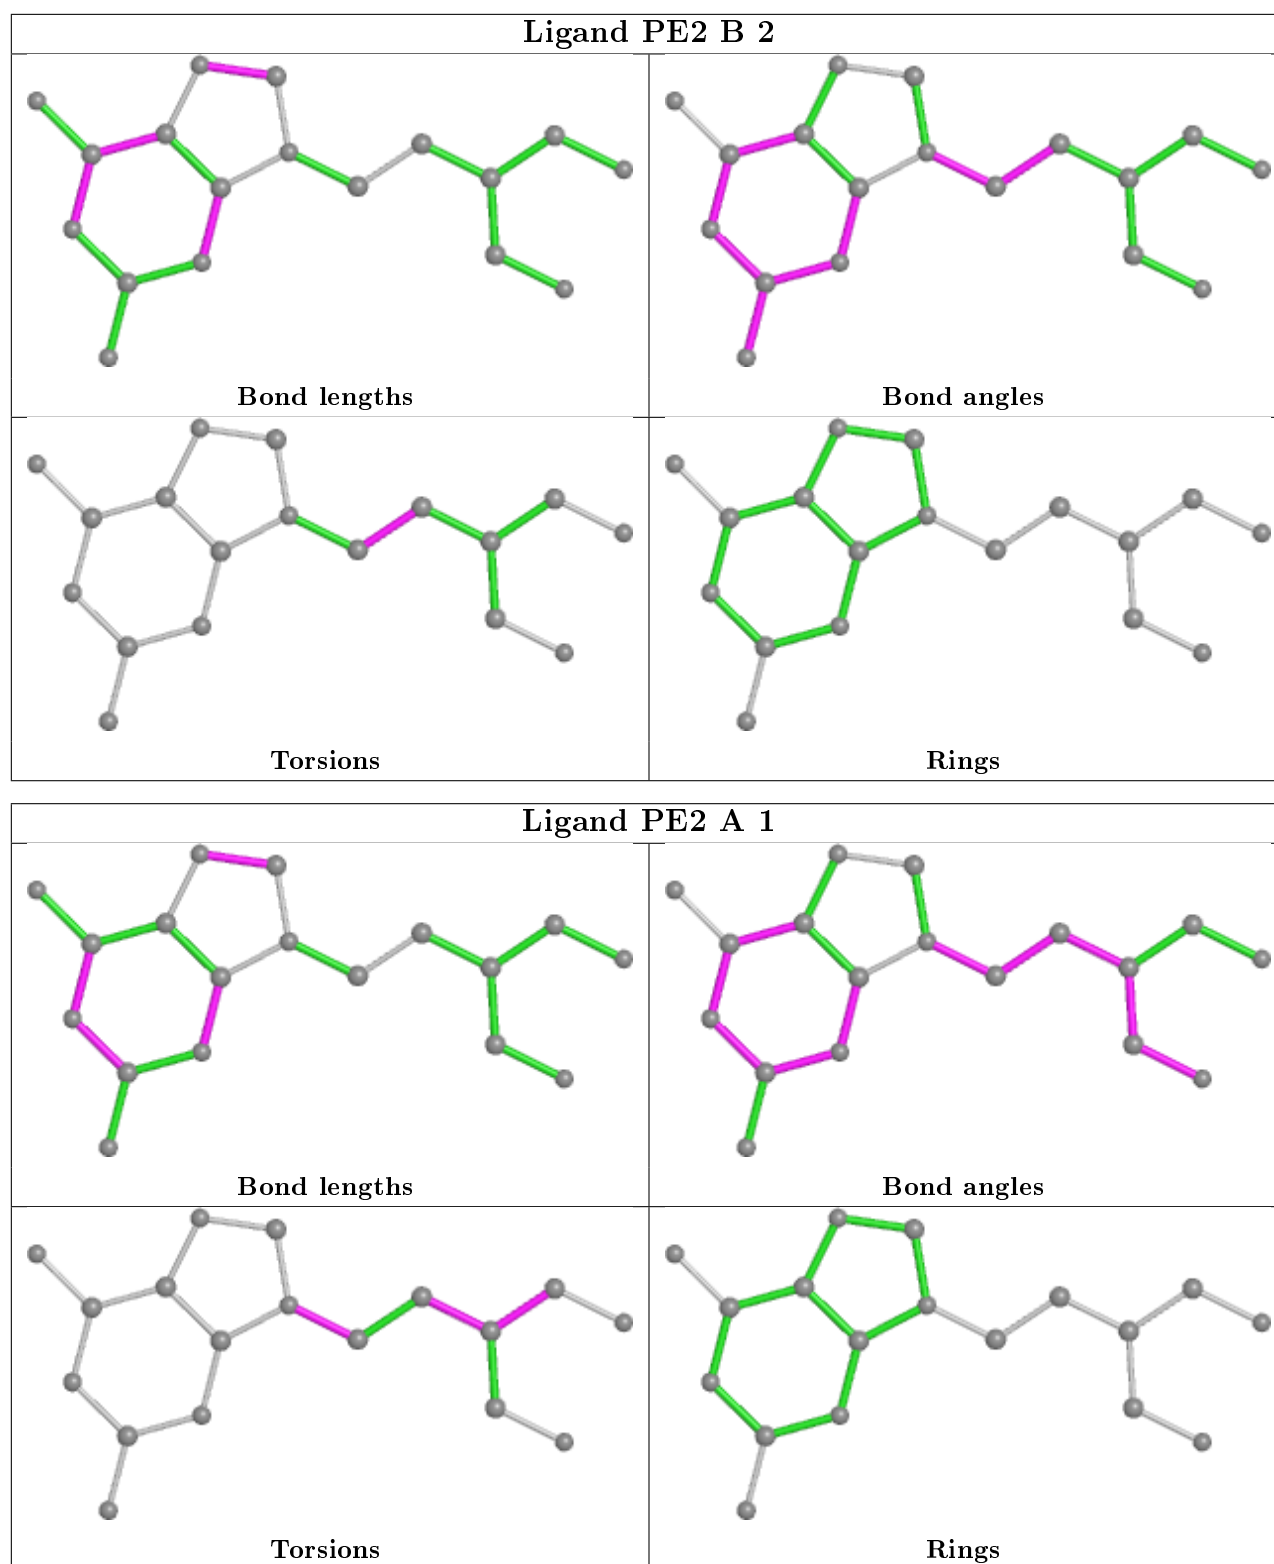 Ligand PE2 B 2
Bond lengths
Bond angles
Torsions
Rings
Ligand PE2 A 1
Bond lengths
Bond angles
Torsions
Rings